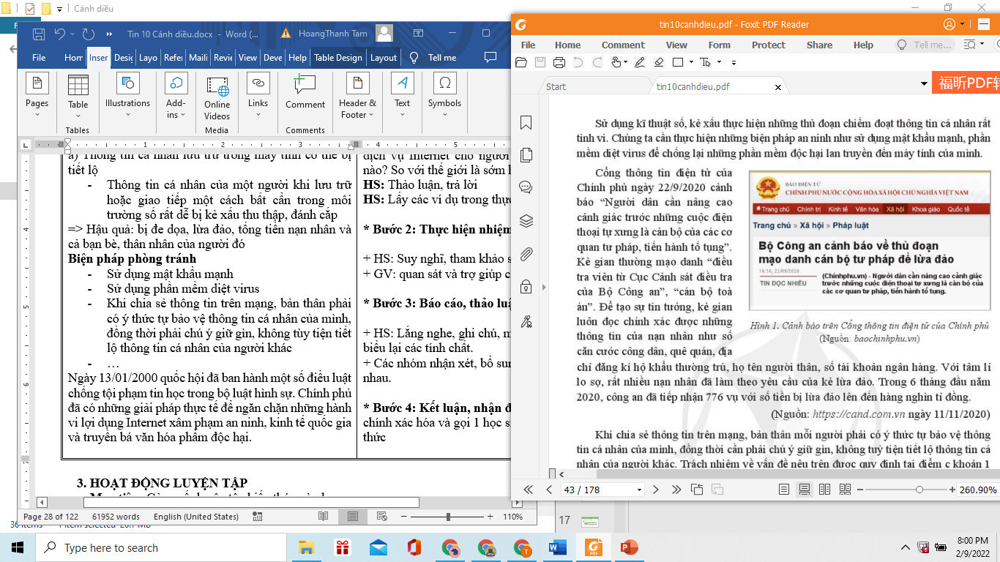 Cánh diều
Tin 10 Cánh diều.docx - Word (...
HoangThanh Tam
File Hor Inser Desig Layo Refer Maili Revie View Deve Help Table Design Layout Tell me
Pages
Table
Illustrations
Add-
ins
Online
Videos
Links
Comment
Header &
Footer
Text
Symbols
Tables
Media
Comments
a) Thông tin cá nhân lưu trữ trong máy tính có thể bị
tiết lộ
- Thông tin cá nhân của một người khi lưu trữ
hoặc giao tiếp một cách bất cẩn trong môi
trường số rất dễ bị kẻ xấu thu thập, đánh cắp
=> Hậu quả: bị đe dọa, lừa đảo, tống tiền nạn nhân và
cả bạn bè, thân nhân của người đó
Biện pháp phòng tránh
- Sử dụng mật khẩu mạnh
- Sử dụng phần mềm diệt virus
- Khi chia sẻ thông tin trên mạng, bản thân phải
có ý thức tự bảo vệ thông tin cá nhân của mình,
đồng thời phải chú ý giữ gìn, không tùy tiện tiết
lộ thông tin cá nhân của người khác
- …
Ngày 13/01/2000 quốc hội đã ban hành một số điều luật
chống tội phạm tin học trong bộ luật hình sự. Chính phủ
đã có những giải pháp thực tế để ngăn chặn những hành
vi lợi dụng Internet xâm phạm an ninh, kinh tế quốc gia
và truyền bá văn hóa phẩm độc hại.
dịch vụ Internet cho người
nào? So với thế giới là sớm
HS: Thảo luận, trả lời
HS: Lấy các ví dụ trong thực
* Bước 2: Thực hiện nhiệm
+ HS: Suy nghĩ, tham khảo s
+ GV: quan sát và trợ giúp c
* Bước 3: Báo cáo, thảo luậ
+ HS: Lắng nghe, ghi chú, m
biểu lại các tính chất.
+ Các nhóm nhận xét, bổ sun
nhau.
* Bước 4: Kết luận, nhận đ
chính xác hóa và gọi 1 học si
thức
3. HOẠT ĐỘNG LUYỆN TẬP
Page 28 of 122 61952 words English (United States) 110%
36 items 1 item selected 20.7 MB
17
tin10canhdieu.pdf - Foxit PDF Reader
File Home Comment View Form Protect Share Help Tell me...
Start tin10canhdieu.pdf
福昕PDF转
Sử dụng kĩ thuật số, kẻ xấu thực hiện những thủ đoạn chiếm đoạt thông tin cá nhân rất
tinh vi. Chúng ta cần thực hiện những biện pháp an ninh như sử dụng mật khẩu mạnh, phần
mềm diệt virus để chống lại những phần mềm độc hại lan truyền đến máy tính của mình.
Cổng thông tin điện tử của
Chính phủ ngày 22/9/2020 cảnh
báo “Người dân cần nâng cao
cảnh giác trước những cuộc điện
thoại tự xưng là cán bộ của các cơ
quan tư pháp, tiến hành tố tụng”.
Kẻ gian thường mạo danh “điều
tra viên từ Cục Cảnh sát điều tra
của Bộ Công an”, “cán bộ toà
án”. Để tạo sự tin tưởng, kẻ gian
luôn đọc chính xác được những
thông tin của nạn nhân như số
căn cước công dân, quê quán, địa
chỉ đăng kí hộ khẩu thường trú, họ tên người thân, số tài khoản ngân hàng. Với tâm lí
lo sợ, rất nhiều nạn nhân đã làm theo yêu cầu của kẻ lừa đảo. Trong 6 tháng đầu năm
2020, công an đã tiếp nhận 776 vụ với số tiền bị lừa đảo lên đến hàng nghìn tỉ đồng.
(Nguồn: https://cand.com.vn ngày 11/11/2020)
Khi chia sẻ thông tin trên mạng, bản thân mỗi người phải có ý thức tự bảo vệ thông
tin cá nhân của mình, đồng thời cần phải chú ý giữ gìn, không tuỳ tiện tiết lộ thông tin cá
nhân của người khác. Trách nhiệm về vấn đề nêu trên được quy định tại điểm c khoản 1
BÁO ĐIỆN TỬ
CHÍNH PHỦ NƯỚC CỘNG HÒA XÃ HỘI CHỦ NGHĨA VIỆT NAM
Trang chủ Chính trị Kinh tế Văn hóa Xã hội Khoa giáo Quốc tế
Trang chủ » Xã hội » Pháp luật
Bộ Công an cảnh báo về thủ đoạn
mạo danh cán bộ tư pháp để lừa đảo
16:16, 22/09/2020
TIN ĐỌC NHIỀU
(Chinhphu.vn) - Người dân cần nâng cao cảnh giác
trước những cuộc điện thoại tự xưng là cán bộ của
các cơ quan tư pháp, tiến hành tố tụng.
Hình 1. Cảnh báo trên Cổng thông tin điện tử của Chính phủ
(Nguồn: baochinhphu.vn)
43 / 178 260.90%
Type here to search
8:00 PM
2/9/2022